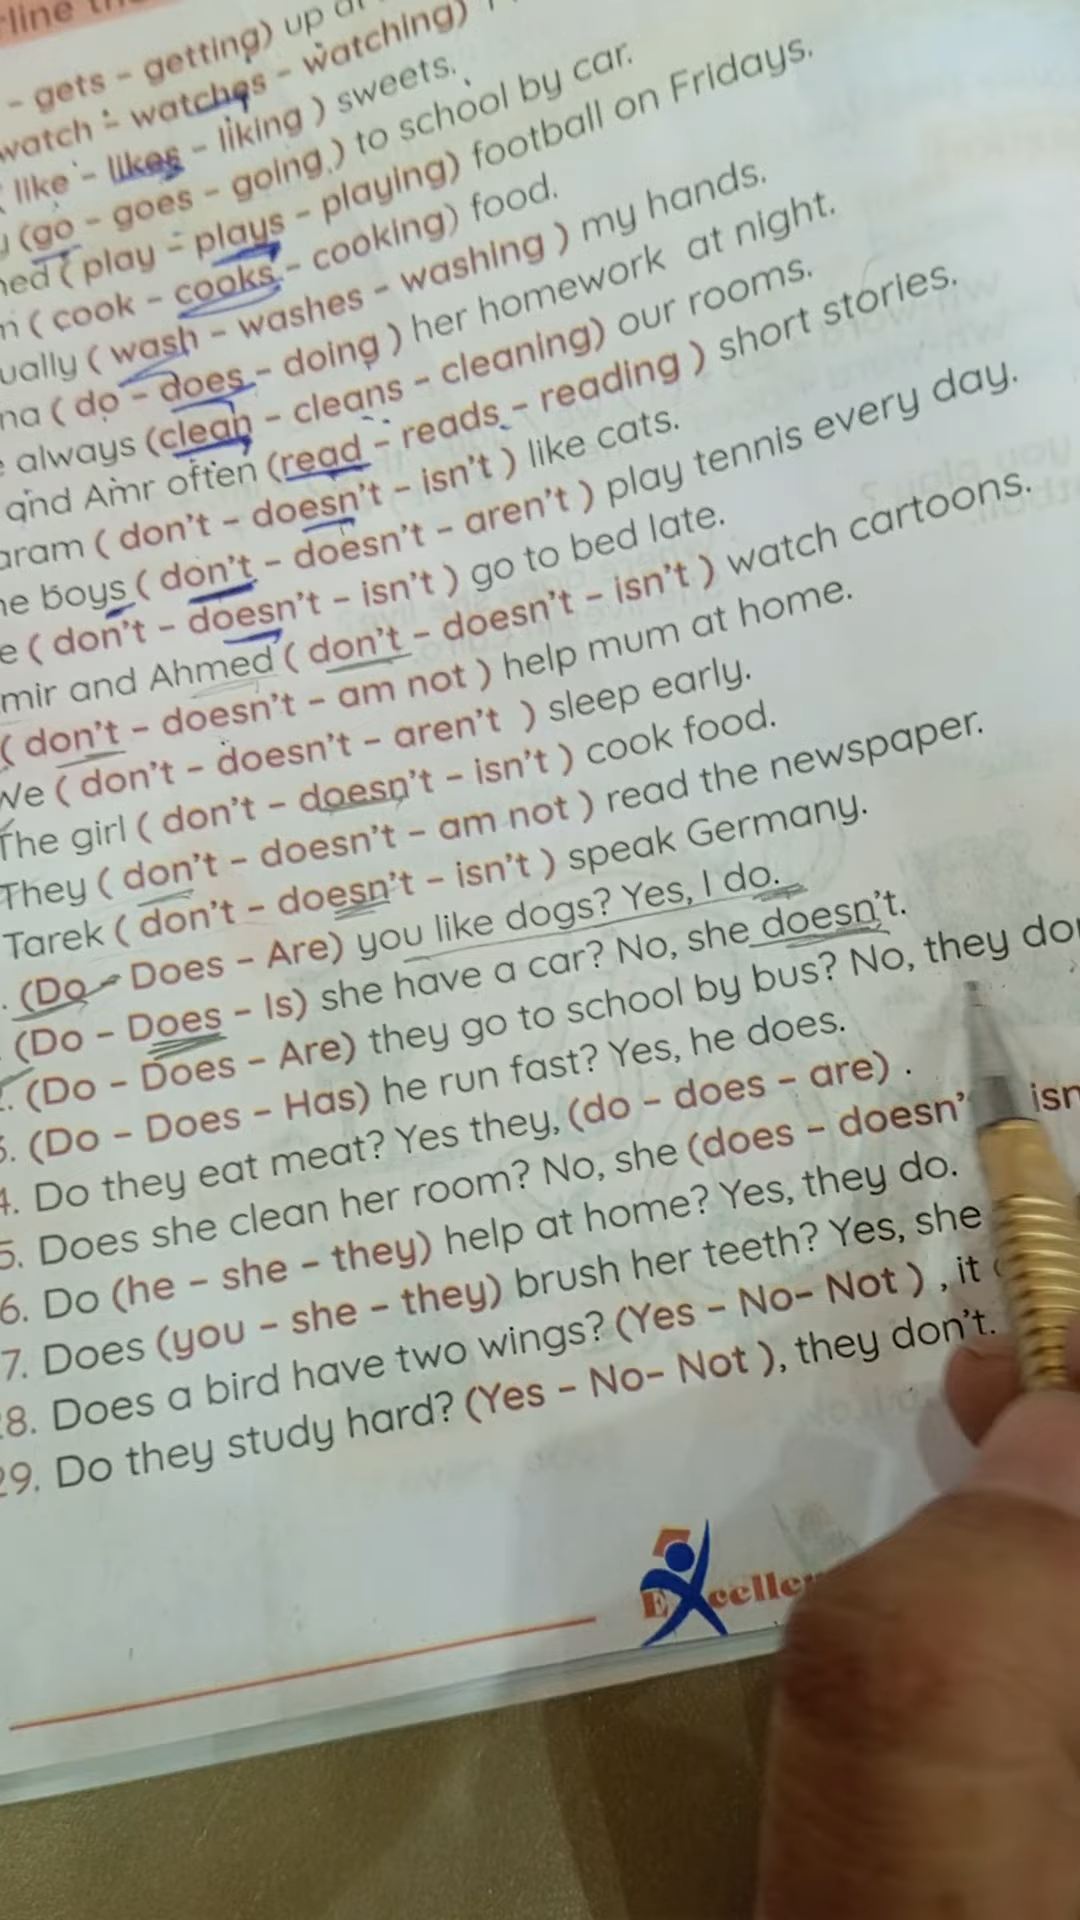 - gets - getting) up
watch - watches - watching)
like - likes - liking ) sweets.
(go - goes - going ) to school by car.
( play - plays - playing) football on Fridays.
( cook - cooks - cooking) food.
( wash - washes - washing ) my hands.
( do - does - doing ) her homework at night.
always (clean - cleans - cleaning) our rooms.
and Amr often (read - reads - reading ) short stories.
( don't - doesn't - isn't ) like cats.
boys ( don't - doesn't - aren't ) play tennis every day.
( don't - doesn't - isn't ) go to bed late.
and Ahmed ( don't - doesn't - isn't ) watch cartoons.
( don't - doesn't - am not ) help mum at home.
We ( don't - doesn't - aren't ) sleep early.
The girl ( don't - doesn't - isn't ) cook food.
They ( don't - doesn't - am not ) read the newspaper.
Tarek ( don't - doesn't - isn't ) speak Germany.
. (Do - Does - Are) you like dogs? Yes, I do.
(Do - Does - Is) she have a car? No, she doesn't.
. (Do - Does - Are) they go to school by bus? No, they
. (Do - Does - Has) he run fast? Yes, he does.
4. Do they eat meat? Yes they, (do - does - are) .
5. Does she clean her room? No, she (does -
6. Do (he - she - they) help at home? Yes, they do.
7. Does (you - she - they) brush her teeth? Yes, she
28. Does a bird have two wings? (Yes - No- Not ) , it
29. Do they study hard? (Yes - No- Not ), they don't.